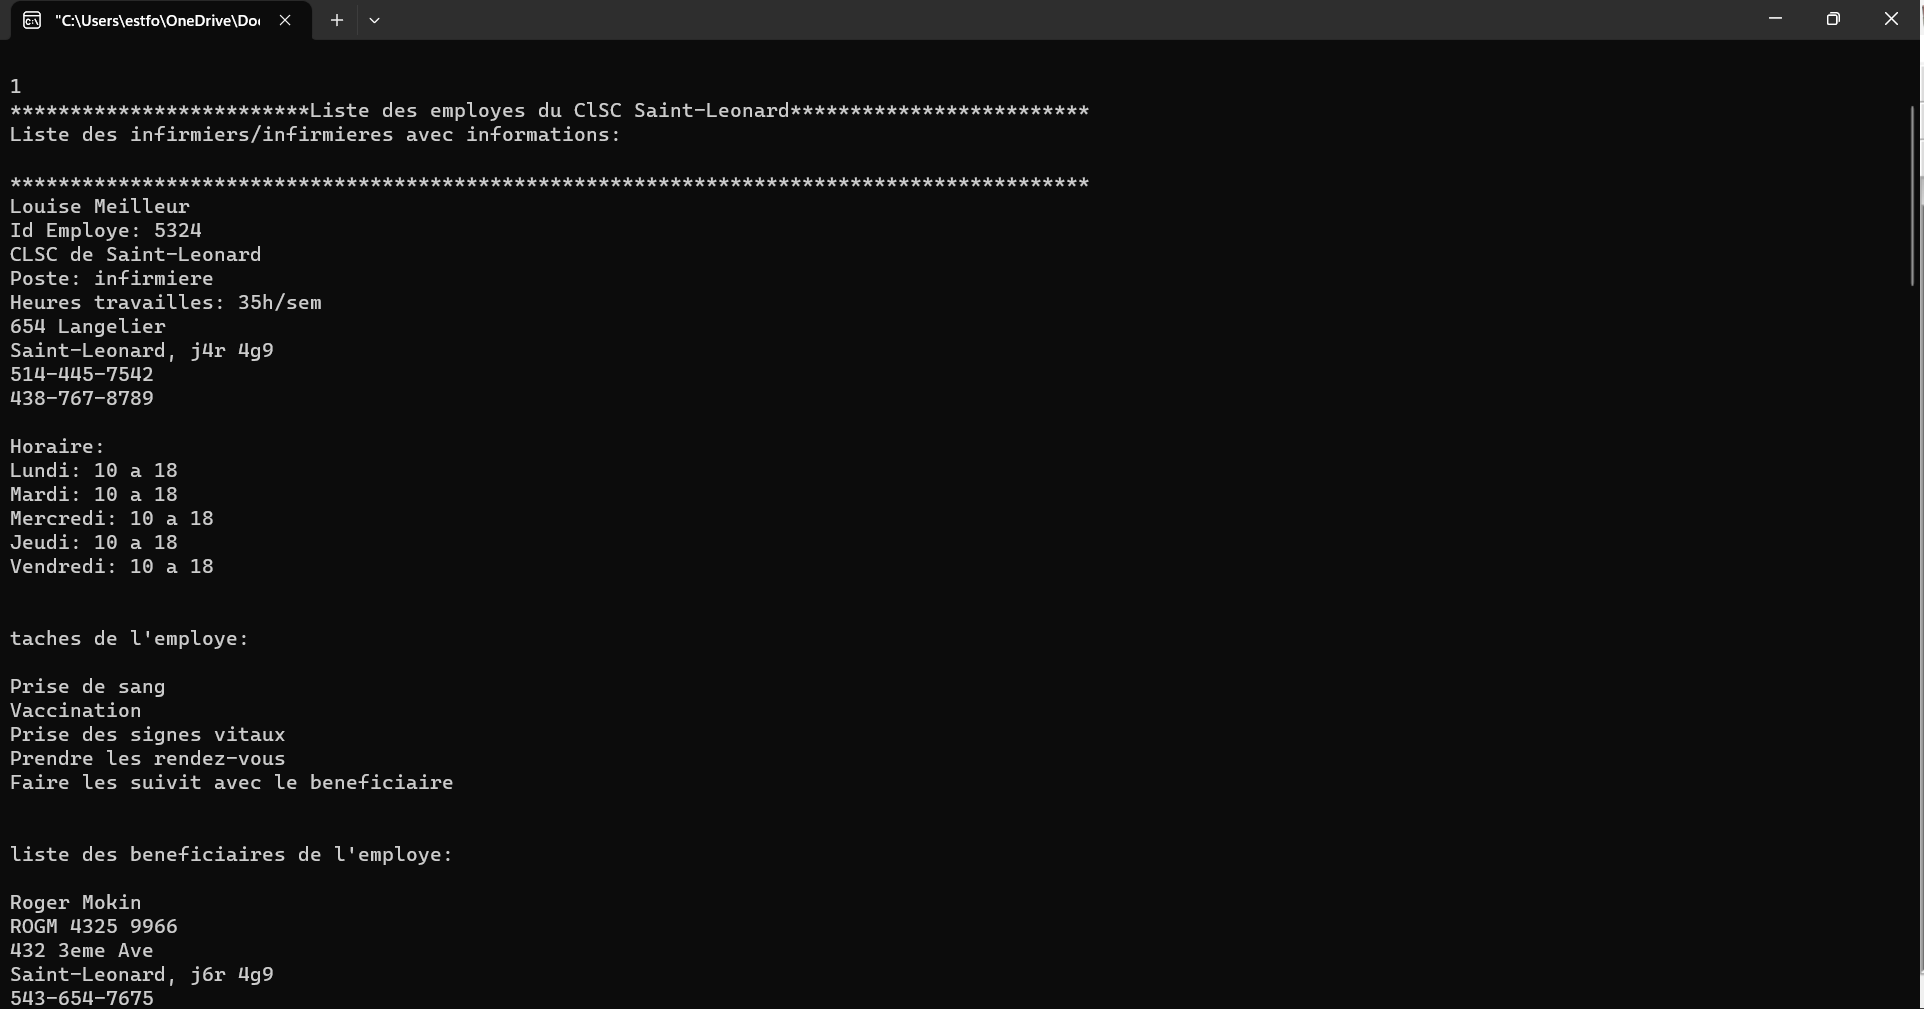 "C:\Users\estfo\OneDrive\Do
1
*************************Liste des employes du ClSC Saint-Leonard*************************
Liste des infirmiers/infirmieres avec informations:
******************************************************************************************
Louise Meilleur
Id Employe: 5324
CLSC de Saint-Leonard
Poste: infirmiere
Heures travailles: 35h/sem
654 Langelier
Saint-Leonard, j4r 4g9
514-445-7542
438-767-8789
Horaire:
Lundi: 10 a 18
Mardi: 10 a 18
Mercredi: 10 a 18
Jeudi: 10 a 18
Vendredi: 10 a 18
taches de l'employe:
Prise de sang
Vaccination
Prise des signes vitaux
Prendre les rendez-vous
Faire les suivit avec le beneficiaire
liste des beneficiaires de l'employe:
Roger Mokin
ROGM 4325 9966
432 3eme Ave
Saint-Leonard, j6r 4g9
543-654-7675